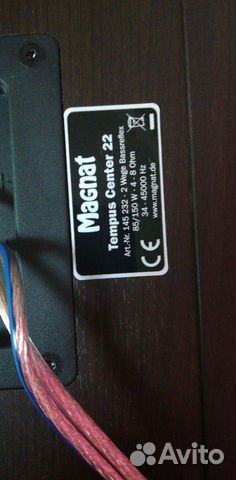 Magnat
Tempus Center 22
Art.-Nr. 145 232 · 2 Wege Bassreflex
85/150 W · 4 - 8 Ohm
34 - 45000 Hz
www.magnat.de
CE
Avito